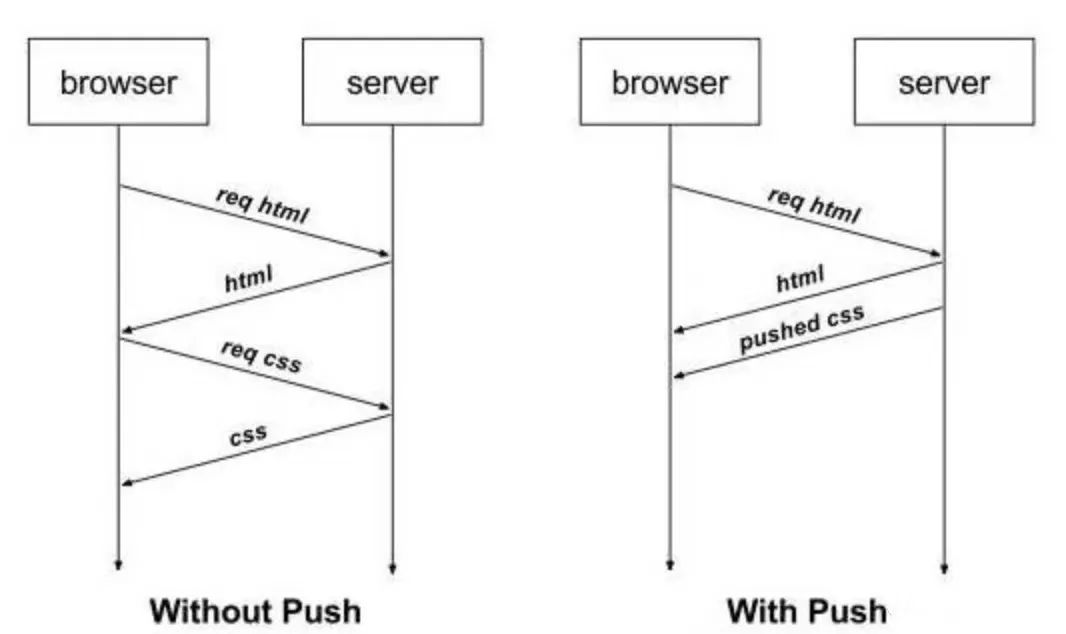 browser
server
req html
html
req css
css
Without Push
browser
server
req html
html
pushed css
With Push